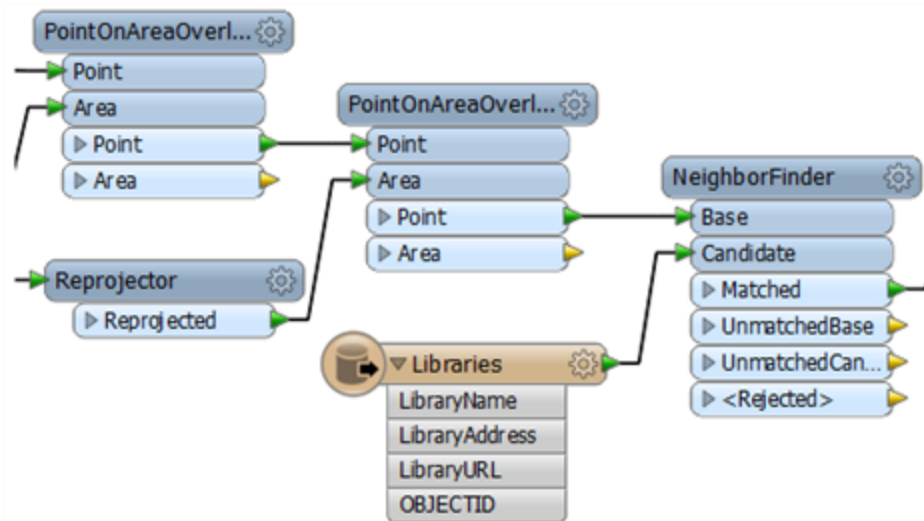 PointOnAreaOverl...
Point
Area
Point
Area
Reprojector
Reprojected
PointOnAreaOverl...
Point
Area
Point
Area
Libraries
LibraryName
LibraryAddress
LibraryURL
OBJECTID
NeighborFinder
Base
Candidate
Matched
UnmatchedBase
UnmatchedCan...
<Rejected>